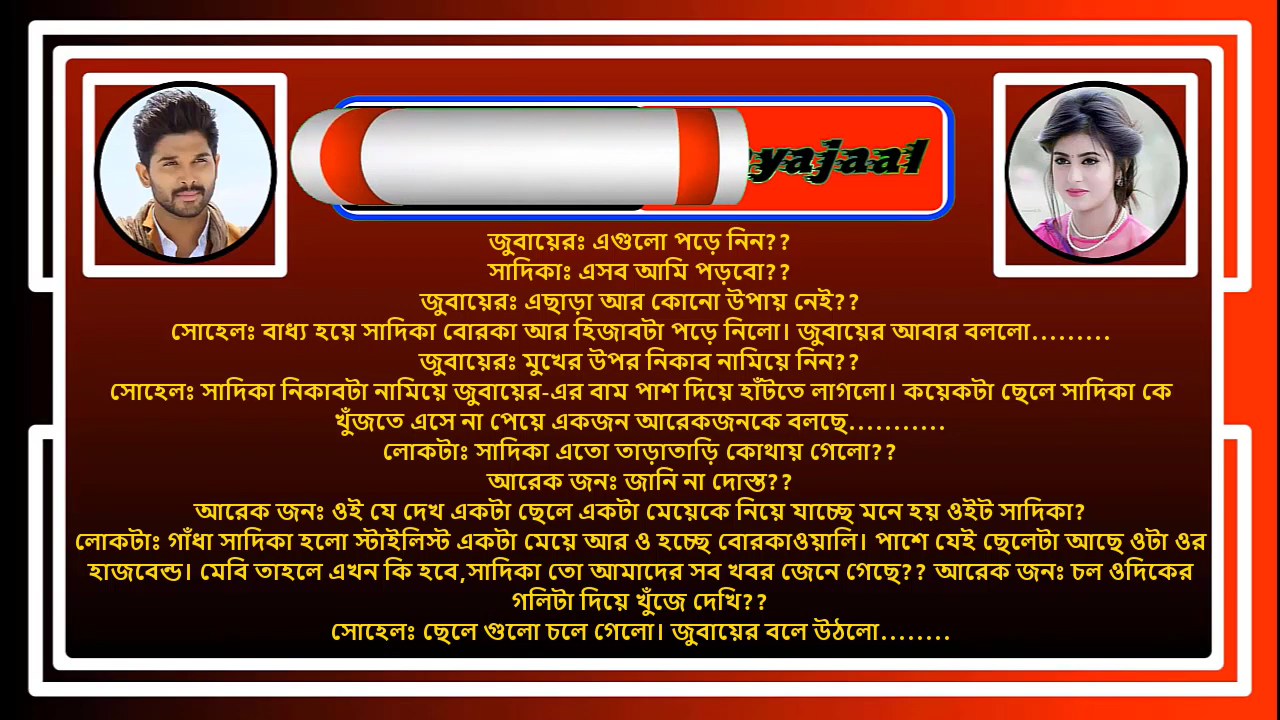 yajaal
জুবায়েরঃ এগুলো পড়ে নিন??
সাদিকাঃ এসব আমি পড়বো??
জুবায়েরঃ এছাড়া আর কোনো উপায় নেই??
সোহেলঃ বাধ্য হয়ে সাদিকা বোরকা আর হিজাবটা পড়ে নিলো। জুবায়ের আবার বললো.........
জুবায়েরঃ মুখের উপর নিকাব নামিয়ে নিন??
সোহেলঃ সাদিকা নিকাবটা নামিয়ে জুবায়ের-এর বাম পাশ দিয়ে হাঁটতে লাগলো। কয়েকটা ছেলে সাদিকা কে
খুঁজতে এসে না পেয়ে একজন আরেকজনকে বলছে...........
লোকটাঃ সাদিকা এতো তাড়াতাড়ি কোথায় গেলো??
আরেক জনঃ জানি না দোস্ত??
আরেক জনঃ ওই যে দেখ একটা ছেলে একটা মেয়েকে নিয়ে যাচ্ছে মনে হয় ওইট সাদিকা?
লোকটাঃ গাঁধা সাদিকা হলো স্টাইলিস্ট একটা মেয়ে আর ও হচ্ছে বোরকাওয়ালি। পাশে যেই ছেলেটা আছে ওটা ওর
হাজবেন্ড। মেবি তাহলে এখন কি হবে,সাদিকা তো আমাদের সব খবর জেনে গেছে?? আরেক জনঃ চল ওদিকের
গলিটা দিয়ে খুঁজে দেখি??
সোহেলঃ ছেলে গুলো চলে গেলো। জুবায়ের বলে উঠলো........